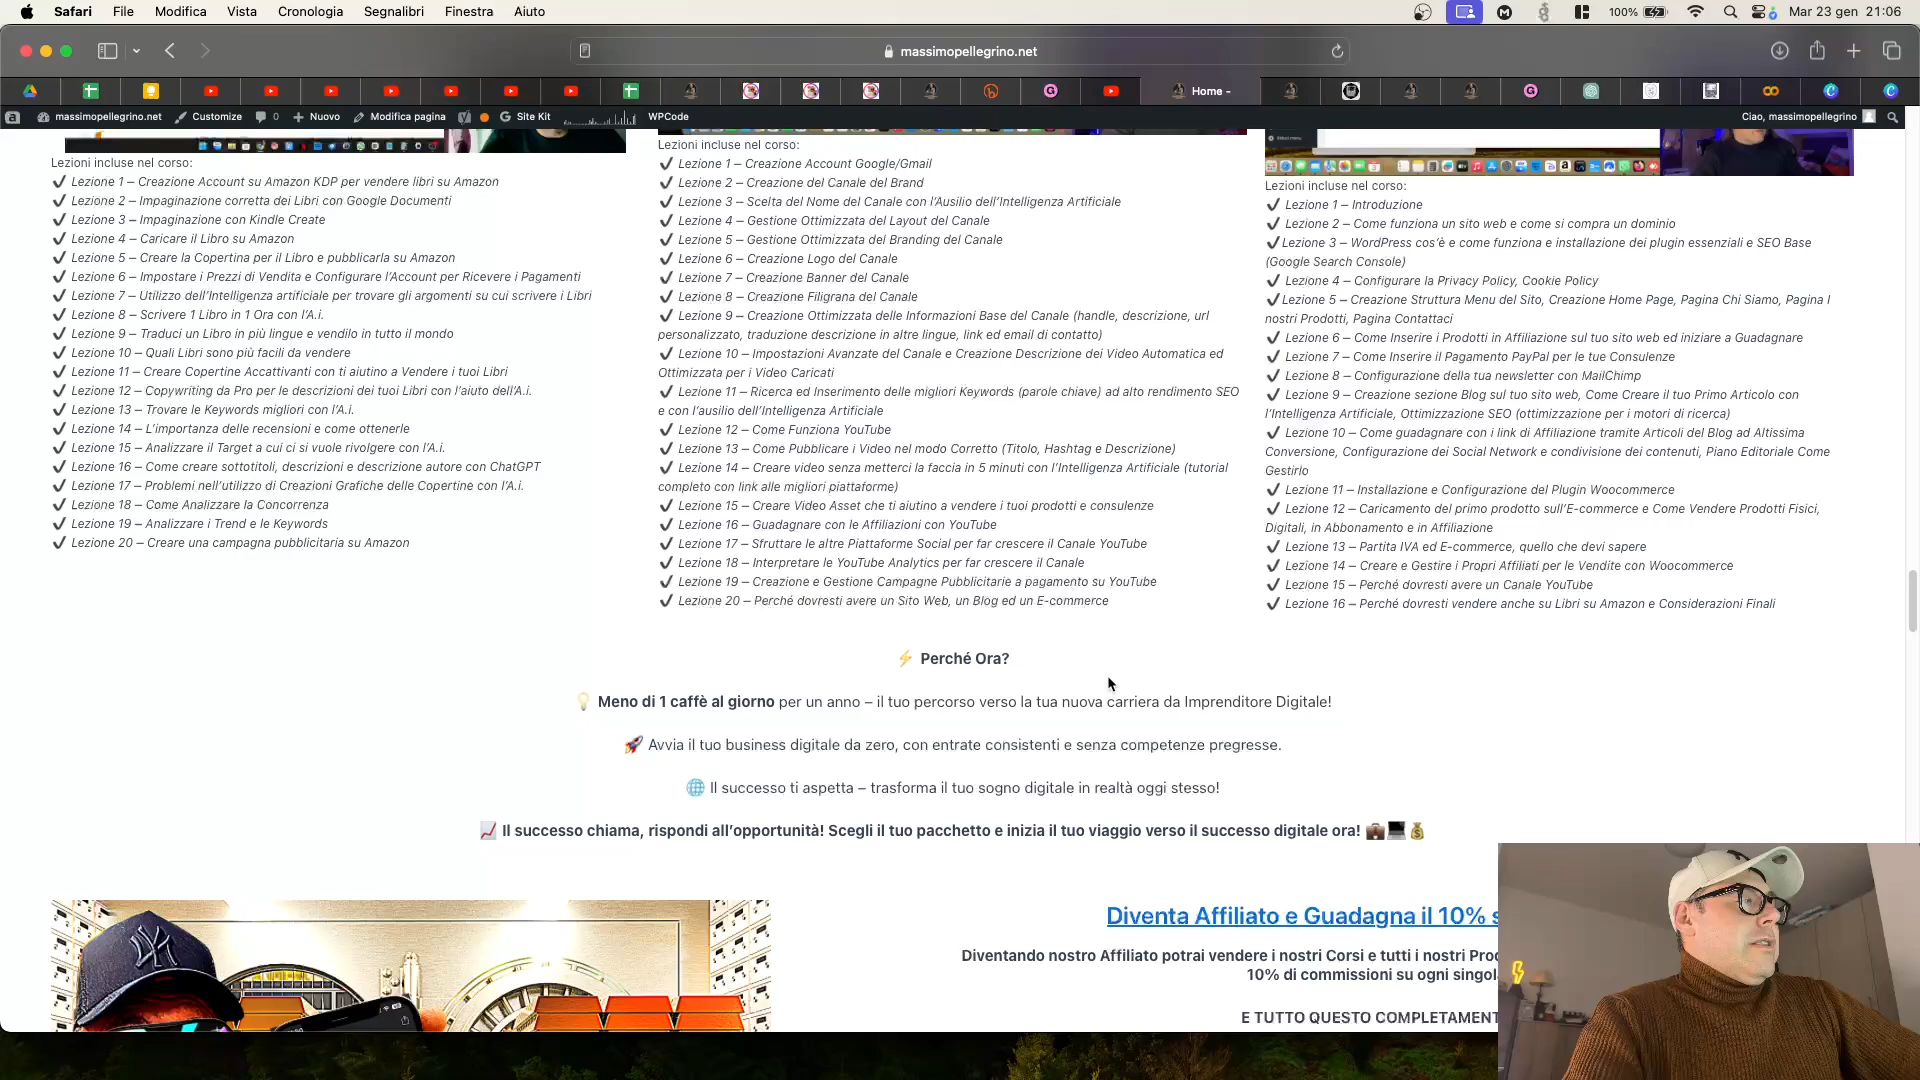 Safari File Modifica Vista Cronologia Segnalibri Finestra Aiuto 100% Mar 23 gen 21:06
massimopellegrino.net
Home -
massimopellegrino.net Customize 0 Nuovo Modifica pagina Site Kit WPCode Ciao, massimopellegrino
Lezioni incluse nel corso:
✔ Lezione 1 – Creazione Account su Amazon KDP per vendere libri su Amazon
✔ Lezione 2 – Impaginazione corretta dei Libri con Google Documenti
✔ Lezione 3 – Impaginazione con Kindle Create
✔ Lezione 4 – Caricare il Libro su Amazon
✔ Lezione 5 – Creare la Copertina per il Libro e pubblicarla su Amazon
✔ Lezione 6 – Impostare i Prezzi di Vendita e Configurare l’Account per Ricevere i Pagamenti
✔ Lezione 7 – Utilizzo dell’Intelligenza artificiale per trovare gli argomenti su cui scrivere i Libri
✔ Lezione 8 – Scrivere 1 Libro in 1 Ora con l’A.i.
✔ Lezione 9 – Traduci un Libro in più lingue e vendilo in tutto il mondo
✔ Lezione 10 – Quali Libri sono più facili da vendere
✔ Lezione 11 – Creare Copertine Accattivanti con ti aiutino a Vendere i tuoi Libri
✔ Lezione 12 – Copywriting da Pro per le descrizioni dei tuoi Libri con l’aiuto dell’A.i.
✔ Lezione 13 – Trovare le Keywords migliori con l’A.i.
✔ Lezione 14 – L’importanza delle recensioni e come ottenerle
✔ Lezione 15 – Analizzare il Target a cui ci si vuole rivolgere con l’A.i.
✔ Lezione 16 – Come creare sottotitoli, descrizioni e descrizione autore con ChatGPT
✔ Lezione 17 – Problemi nell’utilizzo di Creazioni Grafiche delle Copertine con l’A.i.
✔ Lezione 18 – Come Analizzare la Concorrenza
✔ Lezione 19 – Analizzare i Trend e le Keywords
✔ Lezione 20 – Creare una campagna pubblicitaria su Amazon
Lezioni incluse nel corso:
✔ Lezione 1 – Creazione Account Google/Gmail
✔ Lezione 2 – Creazione del Canale del Brand
✔ Lezione 3 – Scelta del Nome del Canale con l’Ausilio dell’Intelligenza Artificiale
✔ Lezione 4 – Gestione Ottimizzata del Layout del Canale
✔ Lezione 5 – Gestione Ottimizzata del Branding del Canale
✔ Lezione 6 – Creazione Logo del Canale
✔ Lezione 7 – Creazione Banner del Canale
✔ Lezione 8 – Creazione Filigrana del Canale
✔ Lezione 9 – Creazione Ottimizzata delle Informazioni Base del Canale (handle, descrizione, url
personalizzato, traduzione descrizione in altre lingue, link ed email di contatto)
✔ Lezione 10 – Impostazioni Avanzate del Canale e Creazione Descrizione dei Video Automatica ed
Ottimizzata per i Video Caricati
✔ Lezione 11 – Ricerca ed Inserimento delle migliori Keywords (parole chiave) ad alto rendimento SEO
e con l’ausilio dell’Intelligenza Artificiale
✔ Lezione 12 – Come Funziona YouTube
✔ Lezione 13 – Come Pubblicare i Video nel modo Corretto (Titolo, Hashtag e Descrizione)
✔ Lezione 14 – Creare video senza metterci la faccia in 5 minuti con l’Intelligenza Artificiale (tutorial
completo con link alle migliori piattaforme)
✔ Lezione 15 – Creare Video Asset che ti aiutino a vendere i tuoi prodotti e consulenze
✔ Lezione 16 – Guadagnare con le Affiliazioni con YouTube
✔ Lezione 17 – Sfruttare le altre Piattaforme Social per far crescere il Canale YouTube
✔ Lezione 18 – Interpretare le YouTube Analytics per far crescere il Canale
✔ Lezione 19 – Creazione e Gestione Campagne Pubblicitarie a pagamento su YouTube
✔ Lezione 20 – Perché dovresti avere un Sito Web, un Blog ed un E-commerce
Lezioni incluse nel corso:
✔ Lezione 1 – Introduzione
✔ Lezione 2 – Come funziona un sito web e come si compra un dominio
✔ Lezione 3 – WordPress cos’è e come funziona e installazione dei plugin essenziali e SEO Base
(Google Search Console)
✔ Lezione 4 – Configurare la Privacy Policy, Cookie Policy
✔ Lezione 5 – Creazione Struttura Menu del Sito, Creazione Home Page, Pagina Chi Siamo, Pagina I
nostri Prodotti, Pagina Contattaci
✔ Lezione 6 – Come Inserire i Prodotti in Affiliazione sul tuo sito web ed iniziare a Guadagnare
✔ Lezione 7 – Come Inserire il Pagamento PayPal per le tue Consulenze
✔ Lezione 8 – Configurazione della tua newsletter con MailChimp
✔ Lezione 9 – Creazione sezione Blog sul tuo sito web, Come Creare il tuo Primo Articolo con
l’Intelligenza Artificiale, Ottimizzazione SEO (ottimizzazione per i motori di ricerca)
✔ Lezione 10 – Come guadagnare con i link di Affiliazione tramite Articoli del Blog ad Altissima
Conversione, Configurazione dei Social Network e condivisione dei contenuti, Piano Editoriale Come
Gestirlo
✔ Lezione 11 – Installazione e Configurazione del Plugin Woocommerce
✔ Lezione 12 – Caricamento del primo prodotto sull’E-commerce e Come Vendere Prodotti Fisici,
Digitali, in Abbonamento e in Affiliazione
✔ Lezione 13 – Partita IVA ed E-commerce, quello che devi sapere
✔ Lezione 14 – Creare e Gestire i Propri Affiliati per le Vendite con Woocommerce
✔ Lezione 15 – Perché dovresti avere un Canale YouTube
✔ Lezione 16 – Perché dovresti vendere anche su Libri su Amazon e Considerazioni Finali
⚡ Perché Ora?
💡 Meno di 1 caffè al giorno per un anno – il tuo percorso verso la tua nuova carriera da Imprenditore Digitale!
🚀 Avvia il tuo business digitale da zero, con entrate consistenti e senza competenze pregresse.
🌐 Il successo ti aspetta – trasforma il tuo sogno digitale in realtà oggi stesso!
📈 Il successo chiama, rispondi all’opportunità! Scegli il tuo pacchetto e inizia il tuo viaggio verso il successo digitale ora! 💼💻💰
Diventa Affiliato e Guadagna il 10% s
Diventando nostro Affiliato potrai vendere i nostri Corsi e tutti i nostri Prod
10% di commissioni su ogni singol
E TUTTO QUESTO COMPLETAMENT